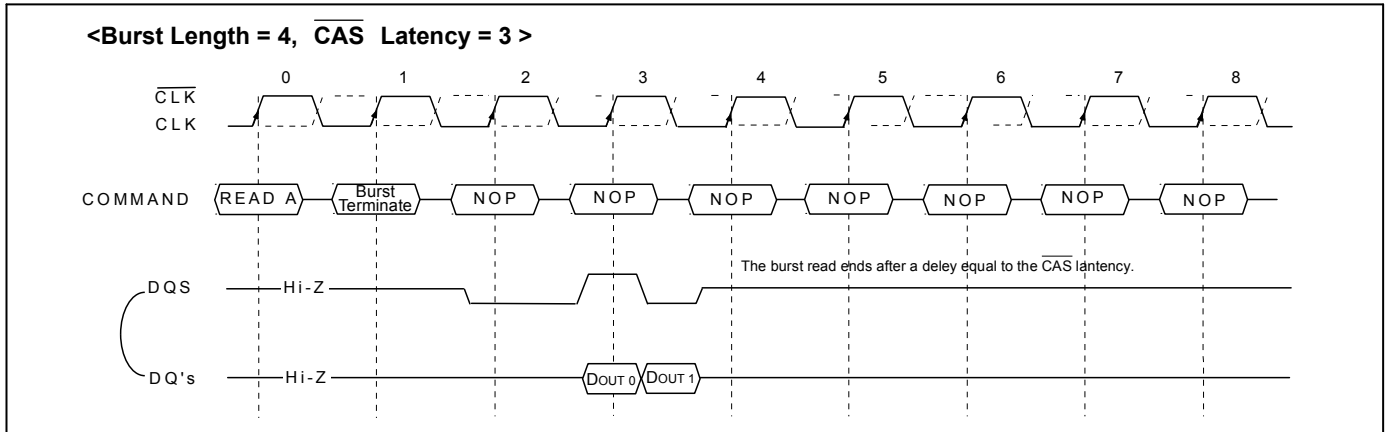 <Burst Length = 4, CAS Latency = 3 >
0 1 2 3 4 5 6 7 8
CLK
CLK
COMMAND READ A Burst Terminate NOP NOP NOP NOP NOP NOP NOP
The burst read ends after a deley equal to the CAS lantency.
DQS Hi-Z
DQ's Hi-Z DOUT 0 DOUT 1